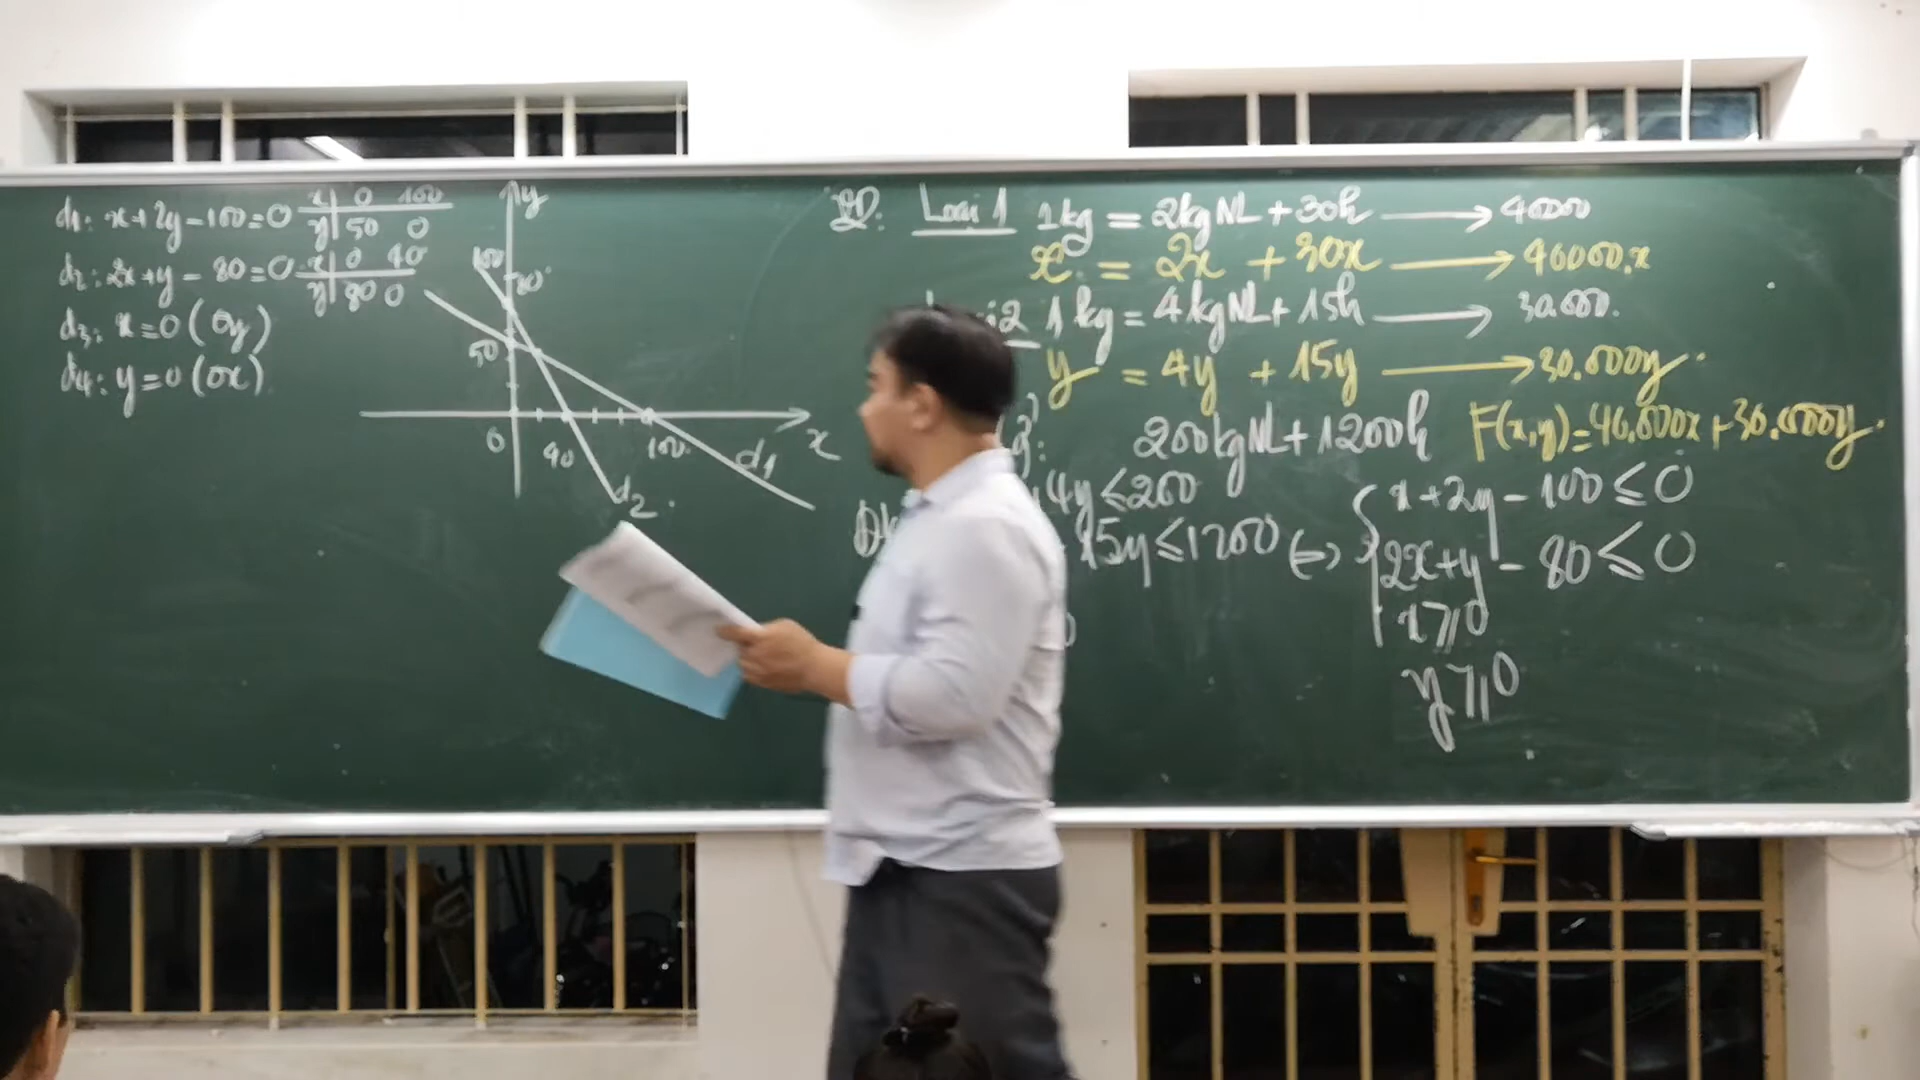 d1: x+2y-100=0
x | 0 100
y | 50 0
d2: 2x+y-80=0
x | 0 40
y | 80 0
d3: x=0 (Oy)
d4: y=0 (Ox)
y
100
80
50
0
40
100
x
d1
d2
VD: Loại 1 1kg = 2kg NL + 30h → 40000
x = 2x + 30x → 40000.x
2 1kg = 4kg NL + 15h → 30.000.
y = 4y + 15y → 30.000y
200kg NL + 1200h F(x,y) = 40.000x + 30.000y
4y ≤ 200
15y ≤ 1200 ⇔
x + 2y - 100 ≤ 0
2x + y - 80 ≤ 0
x ≥ 0
y ≥ 0